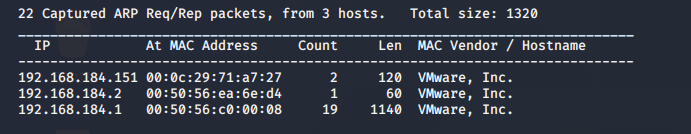 22 Captured ARP Req/Rep packets, from 3 hosts.   Total size: 1320
_____________________________________________________________________________
  IP            At MAC Address     Count     Len  MAC Vendor / Hostname
-----------------------------------------------------------------------------
192.168.184.151 00:0c:29:71:a7:27      2     120  VMware, Inc.
192.168.184.2   00:50:56:ea:6e:d4      1      60  VMware, Inc.
192.168.184.1   00:50:56:c0:00:08     19    1140  VMware, Inc.